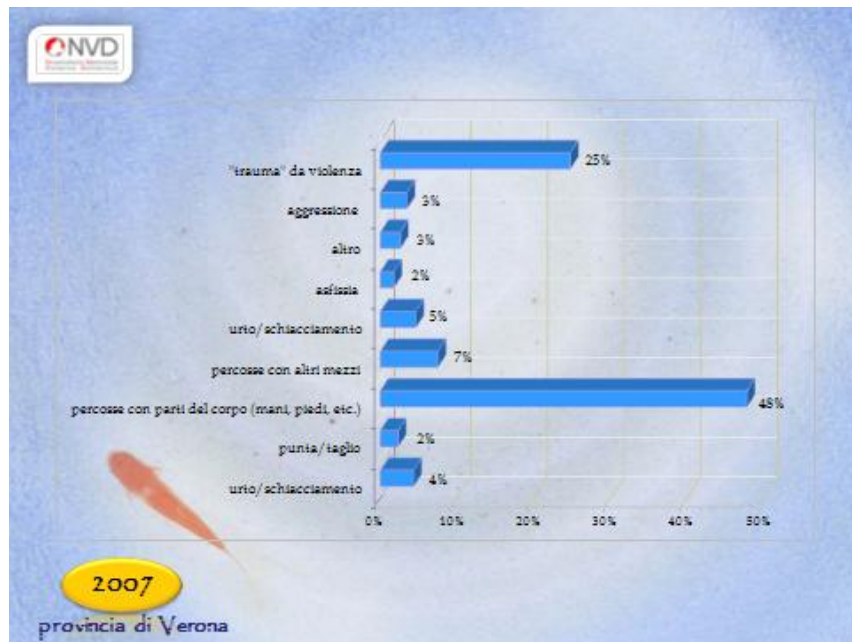 ONVD
"trauma" da violenza
25%
aggressione
3%
altro
3%
asfissia
2%
urto/schiacciamento
5%
percosse con altri mezzi
7%
percosse con parti del corpo (mani, piedi, etc.)
48%
punta/taglio
2%
urto/schiacciamento
4%
0% 10% 20% 30% 40% 50%
2007
provincia di Verona